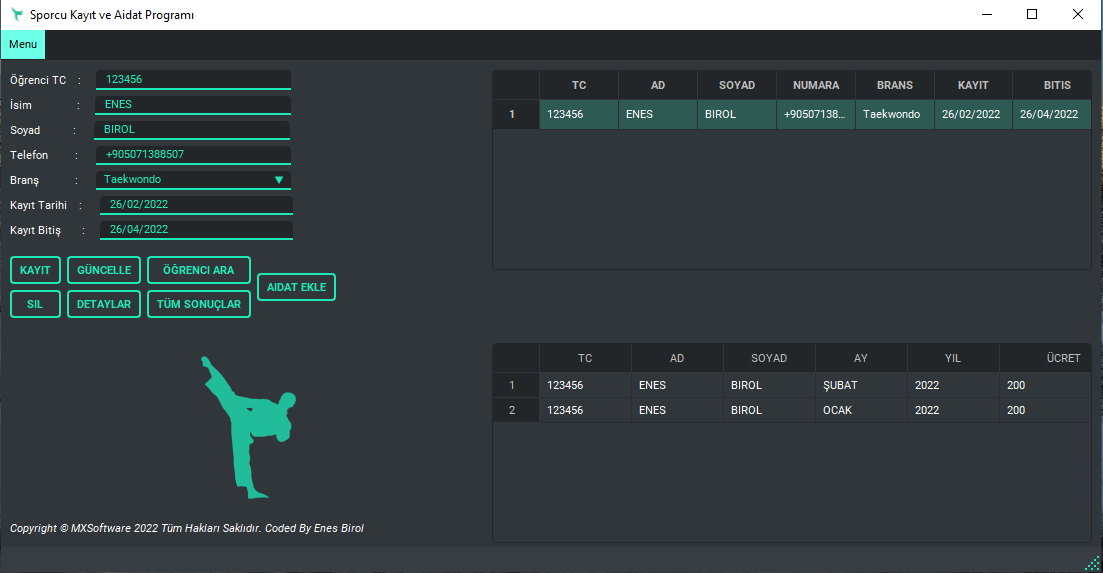 Sporcu Kayıt ve Aidat Programı
Menu
Öğrenci TC : 123456
İsim : ENES
Soyad : BIROL
Telefon : +905071388507
Branş : Taekwondo
Kayıt Tarihi : 26/02/2022
Kayıt Bitiş : 26/04/2022
KAYIT GÜNCELLE ÖĞRENCI ARA
AIDAT EKLE
SIL DETAYLAR TÜM SONUÇLAR
Copyright © MXSoftware 2022 Tüm Hakları Saklıdır. Coded By Enes Birol
TC AD SOYAD NUMARA BRANS KAYIT BITIS
1 123456 ENES BIROL +90507138... Taekwondo 26/02/2022 26/04/2022
TC AD SOYAD AY YIL ÜCRET
1 123456 ENES BIROL ŞUBAT 2022 200
2 123456 ENES BIROL OCAK 2022 200